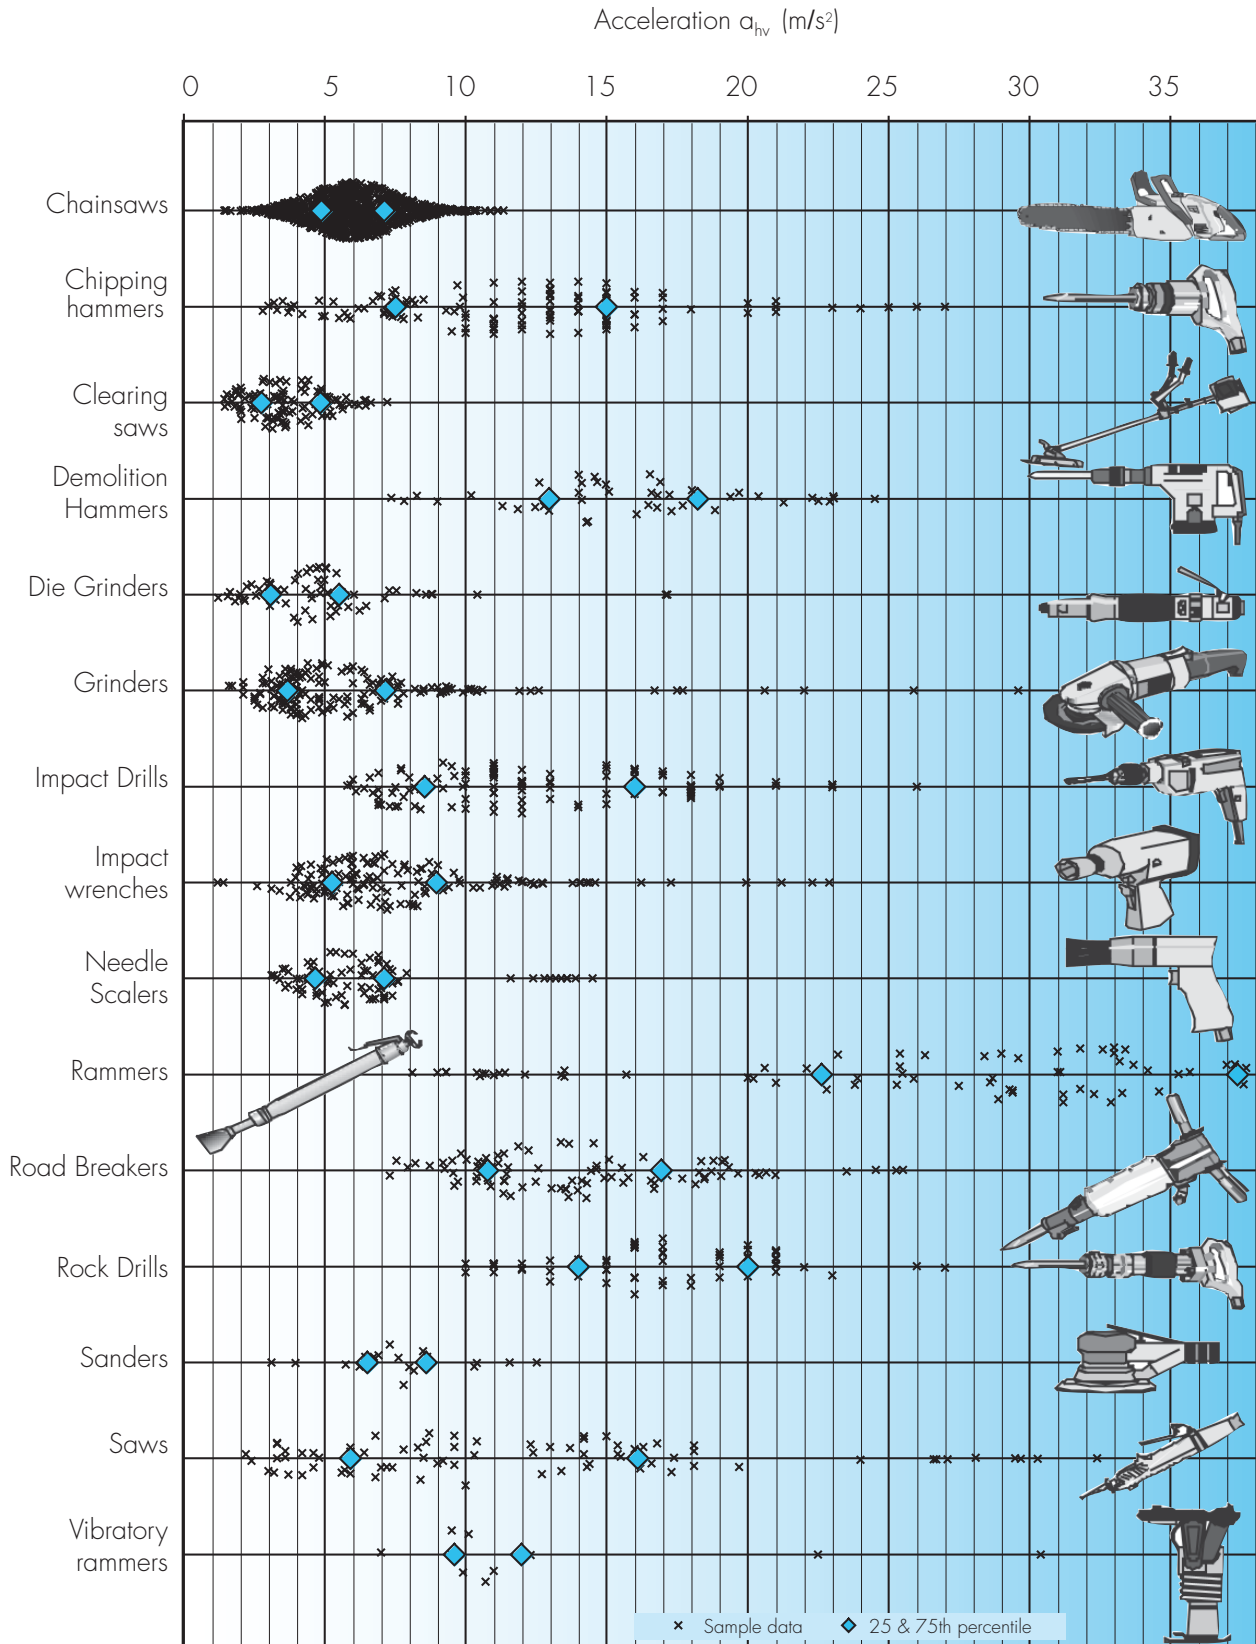 Acceleration a_hv (m/s²)
0 5 10 15 20 25 30 35
Chainsaws
Chipping
hammers
Clearing
saws
Demolition
Hammers
Die Grinders
Grinders
Impact Drills
Impact
wrenches
Needle
Scalers
Rammers
Road Breakers
Rock Drills
Sanders
Saws
Vibratory
rammers
Sample data 25 & 75th percentile